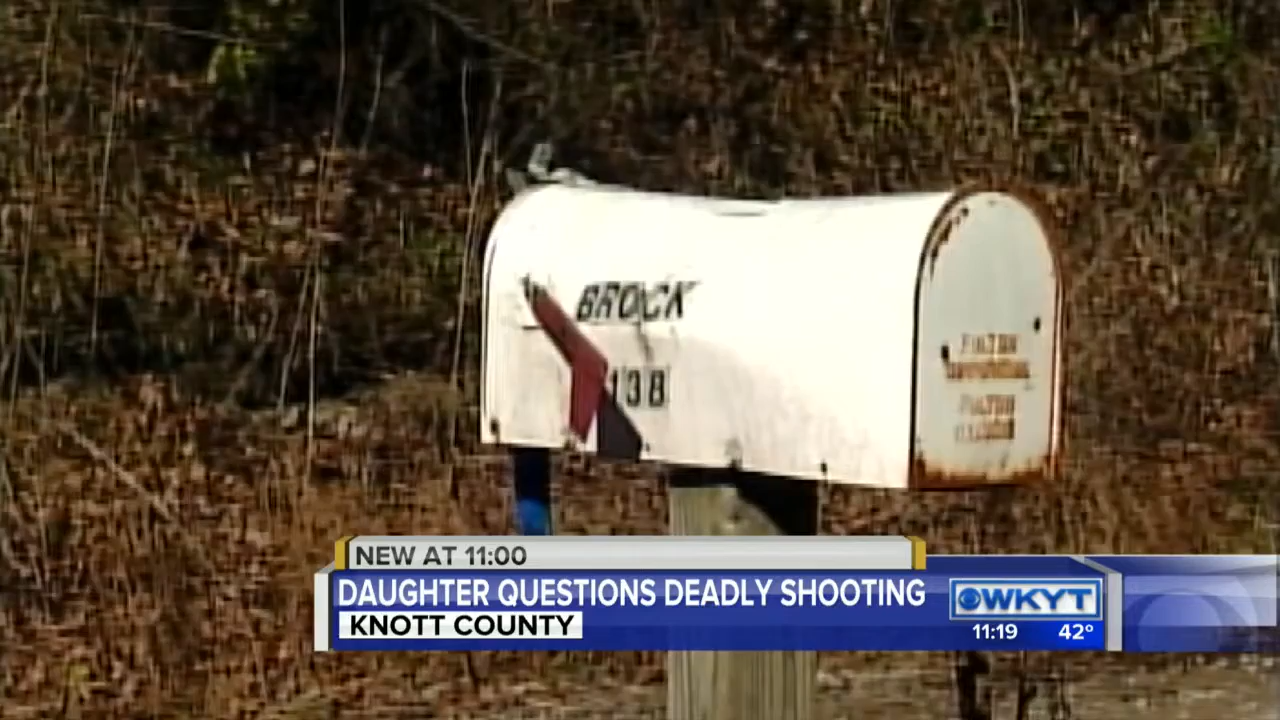 BROCK
138
NEW AT 11:00
DAUGHTER QUESTIONS DEADLY SHOOTING
KNOTT COUNTY
WKYT
11:19 42°